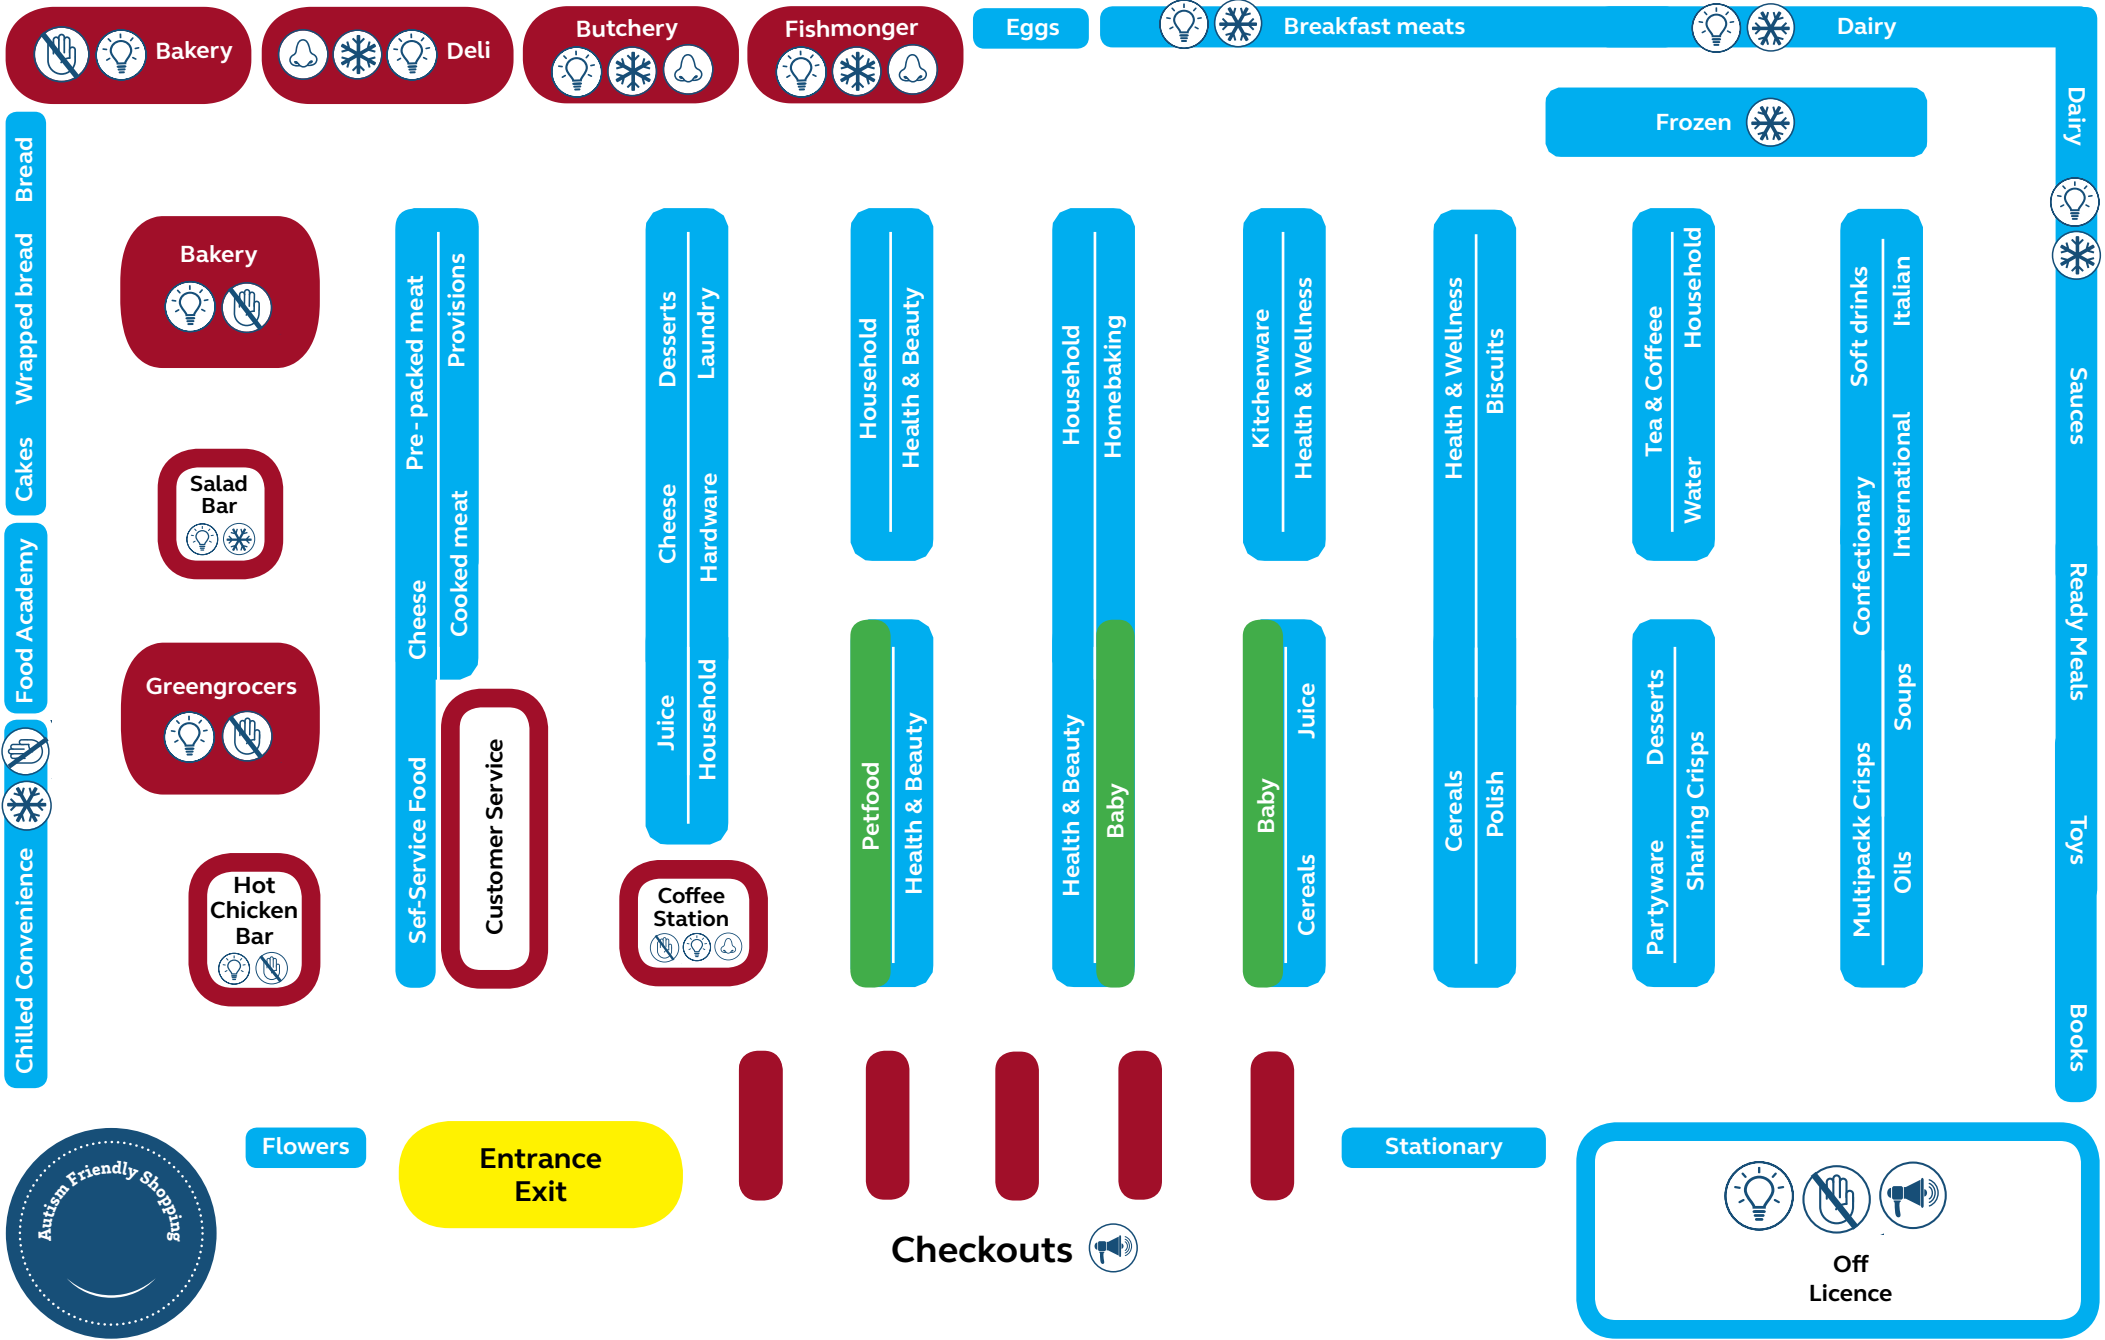 Bakery
Deli
Butchery
Fishmonger
Eggs
Breakfast meats
Dairy
Dairy
Sauces
Ready Meals
Toys
Books
Frozen
Bread
Wrapped bread
Cakes
Food Academy
Chilled Convenience
Bakery
Salad
Bar
Greengrocers
Hot
Chicken
Bar
Pre-packed meat
Cheese
Sef-Service Food
Provisions
Cooked meat
Customer Service
Desserts
Cheese
Juice
Laundry
Hardware
Household
Coffee
Station
Household
Health & Beauty
Petfood
Health & Beauty
Household
Homebaking
Health & Beauty
Baby
Kitchenware
Health & Wellness
Baby
Juice
Cereals
Health & Wellness
Biscuits
Cereals
Polish
Tea & Coffeee
Household
Water
Desserts
Partyware
Sharing Crisps
Soft drinks
Confectionary
Multipackk Crisps
Italian
International
Soups
Oils
Autism Friendly Shopping
Flowers
Entrance
Exit
Checkouts
Stationary
Off
Licence